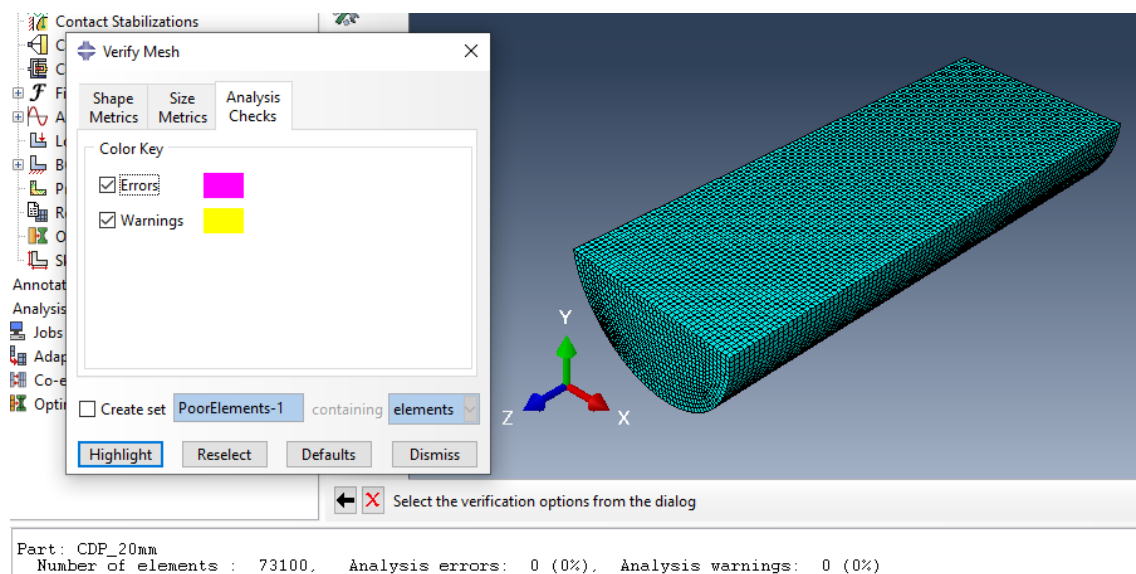 Contact Stabilizations
Verify Mesh
Shape
Metrics
Size
Metrics
Analysis
Checks
Color Key
Errors
Warnings
Annotat
Analysis
Jobs
Adap
Co-e
Optir
Create set PoorElements-1 containing elements
Highlight Reselect Defaults Dismiss
Y
Z
X
Select the verification options from the dialog
Part: CDP_20mm
Number of elements : 73100, Analysis errors: 0 (0%), Analysis warnings: 0 (0%)